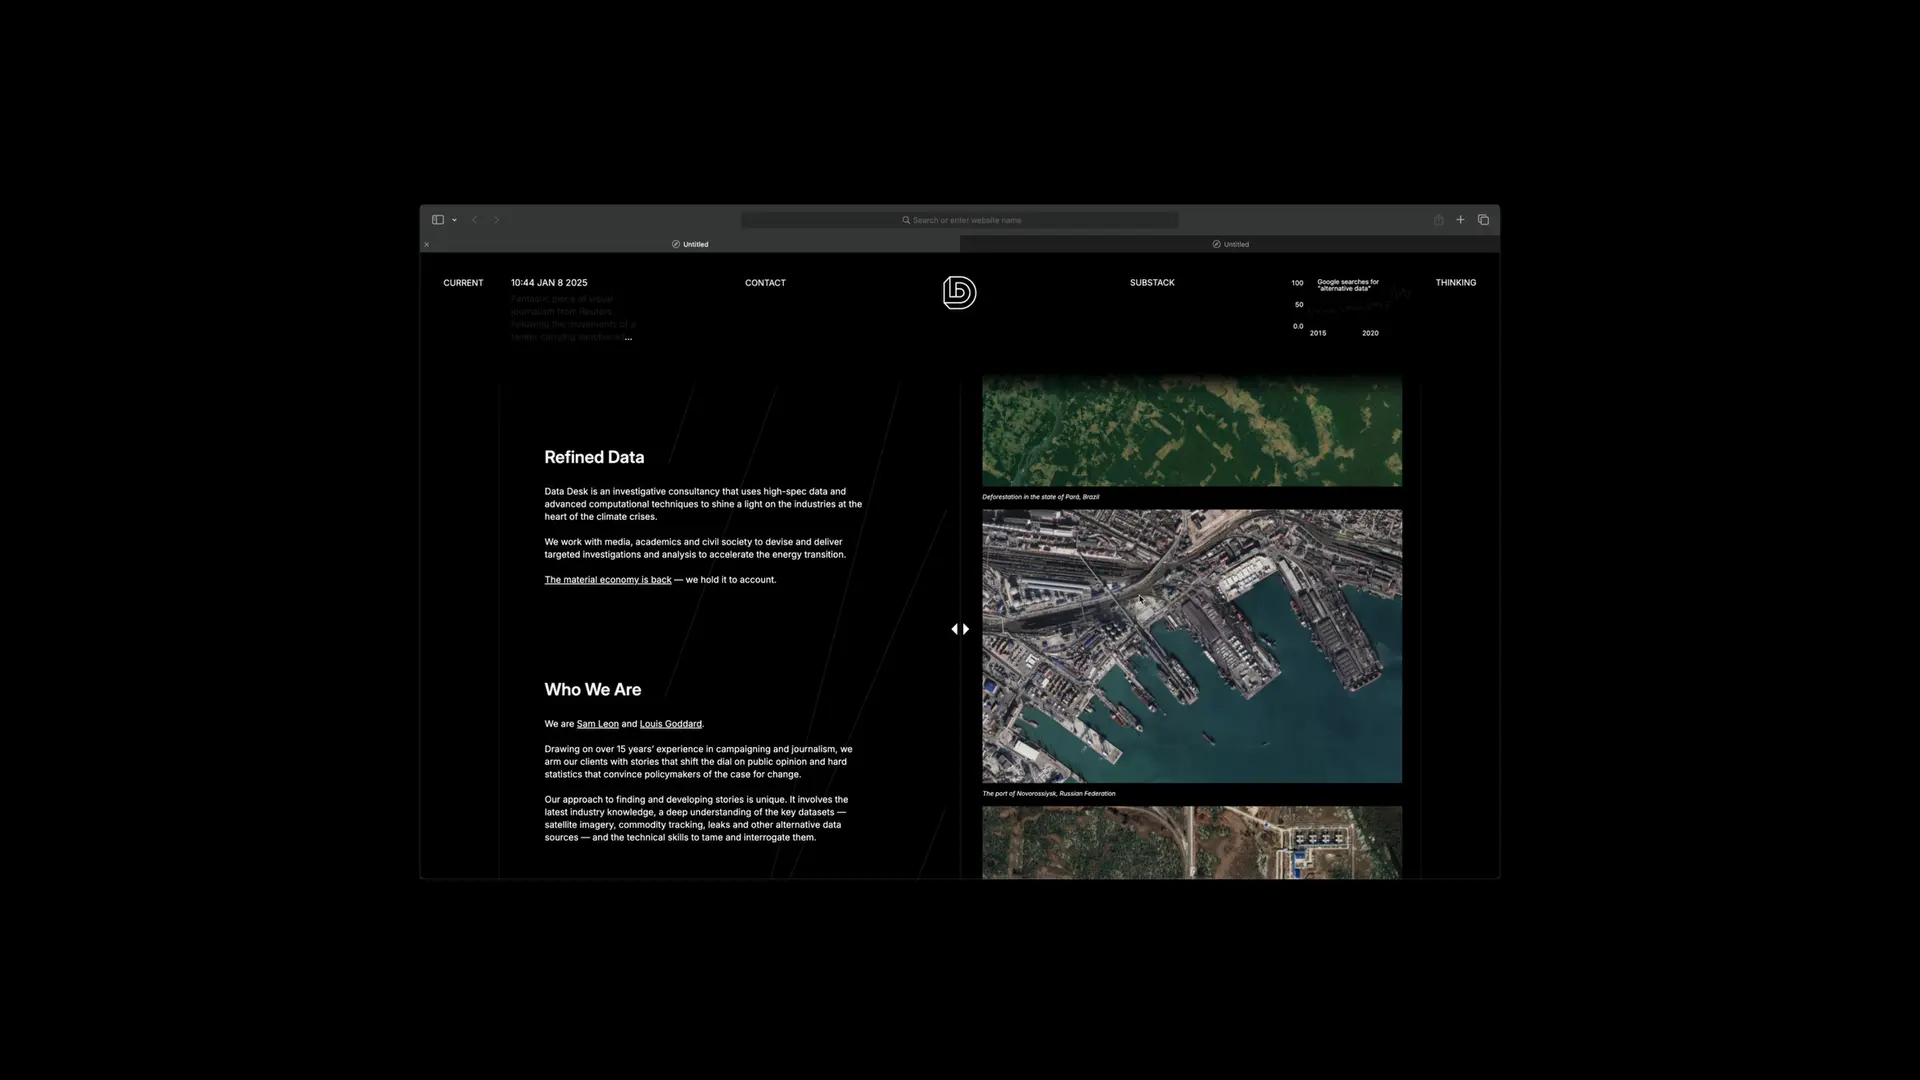 Search or enter website name
Untitled
Untitled
CURRENT
10:44 JAN 8 2025
Fantastic piece of visual
journalism from Reuters.
Following the movements of a
tanker carrying sanctioned...
CONTACT
SUBSTACK
100
50
0.0
Google searches for
"alternative data"
2015
2020
THINKING
Refined Data
Data Desk is an investigative consultancy that uses high-spec data and
advanced computational techniques to shine a light on the industries at the
heart of the climate crises.
We work with media, academics and civil society to devise and deliver
targeted investigations and analysis to accelerate the energy transition.
The material economy is back — we hold it to account.
Who We Are
We are Sam Leon and Louis Goddard.
Drawing on over 15 years’ experience in campaigning and journalism, we
arm our clients with stories that shift the dial on public opinion and hard
statistics that convince policymakers of the case for change.
Our approach to finding and developing stories is unique. It involves the
latest industry knowledge, a deep understanding of the key datasets —
satellite imagery, commodity tracking, leaks and other alternative data
sources — and the technical skills to tame and interrogate them.
Deforestation in the state of Pará, Brazil
The port of Novorossiysk, Russian Federation